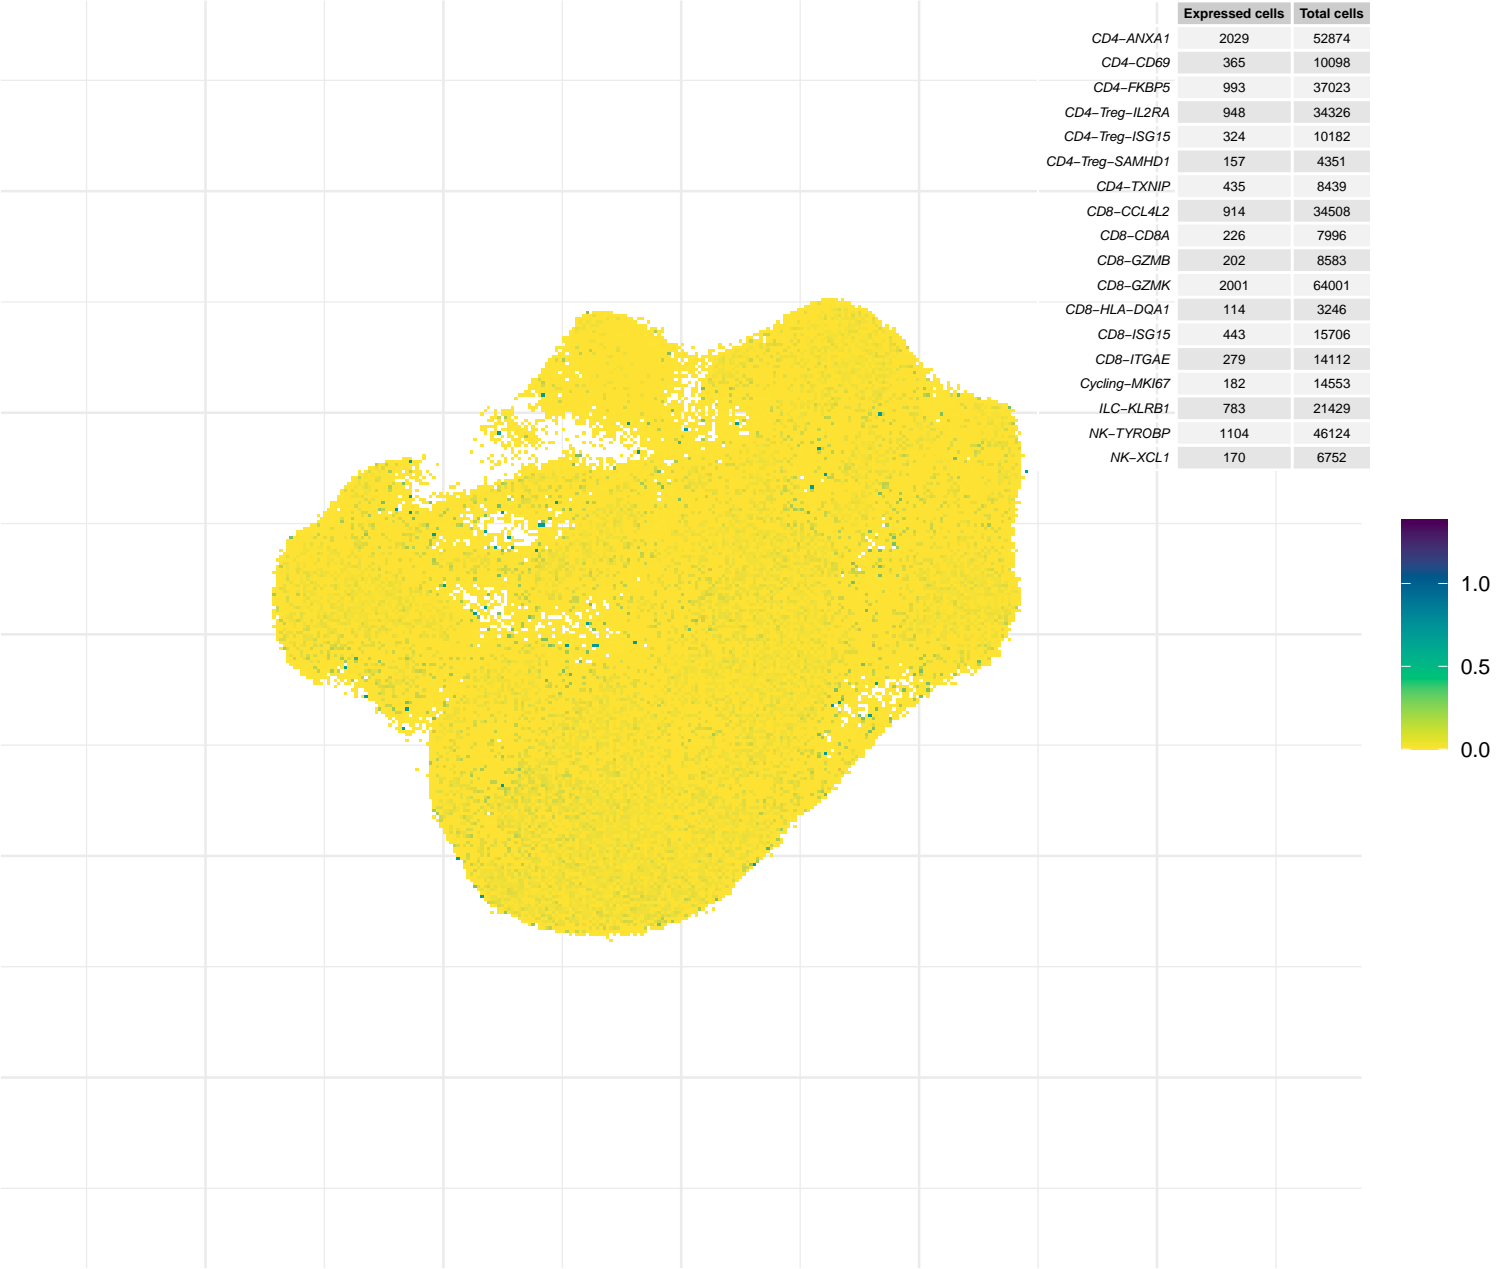 Expressed cells Total cells
CD4−ANXA1 2029 52874
CD4−CD69 365 10098
CD4−FKBP5 993 37023
CD4−Treg−IL2RA 948 34326
CD4−Treg−ISG15 324 10182
CD4−Treg−SAMHD1 157 4351
CD4−TXNIP 435 8439
CD8−CCL4L2 914 34508
CD8−CD8A 226 7996
CD8−GZMB 202 8583
CD8−GZMK 2001 64001
CD8−HLA−DQA1 114 3246
CD8−ISG15 443 15706
CD8−ITGAE 279 14112
Cycling−MKI67 182 14553
ILC−KLRB1 783 21429
NK−TYROBP 1104 46124
NK−XCL1 170 6752
1.0
0.5
0.0